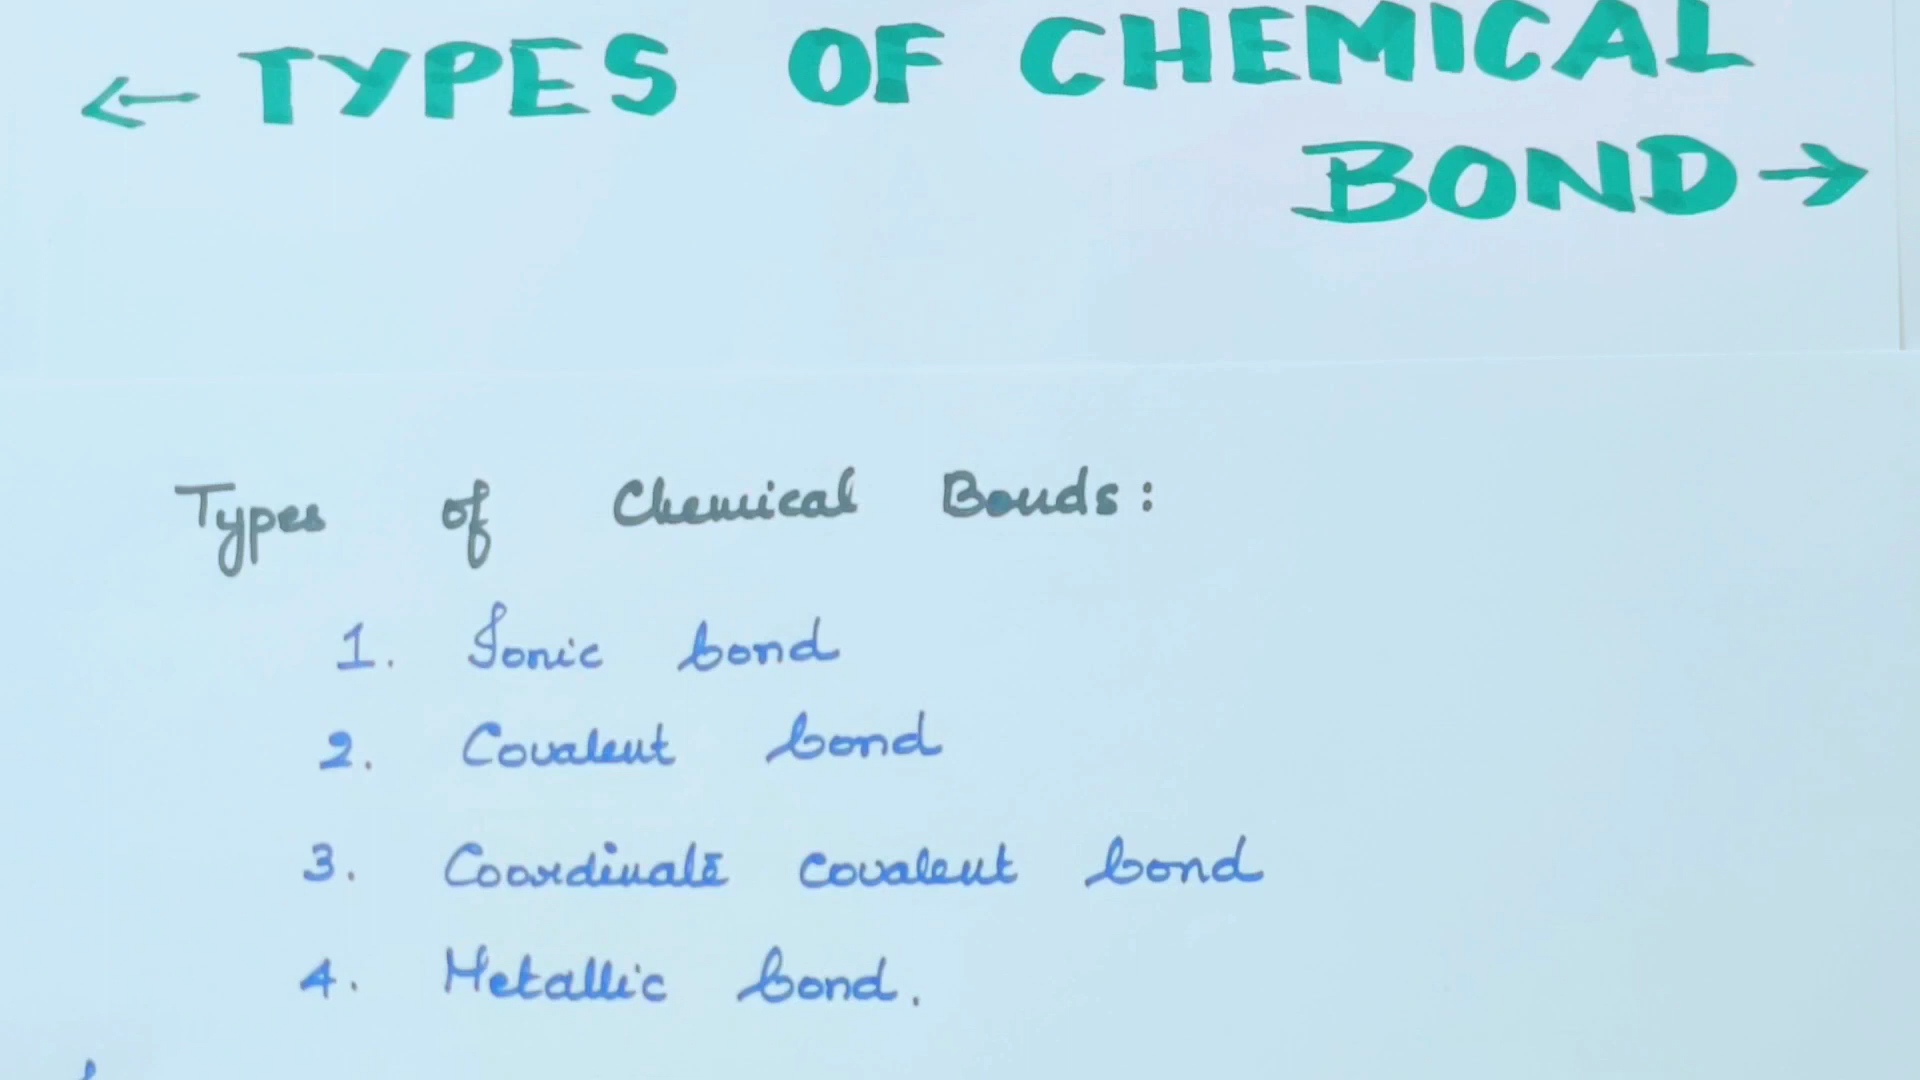 ← TYPES OF CHEMICAL
BOND →
Types of Chemical Bonds:
1. Ionic bond
2. Covalent bond
3. Coordinate covalent bond
4. Metallic bond.